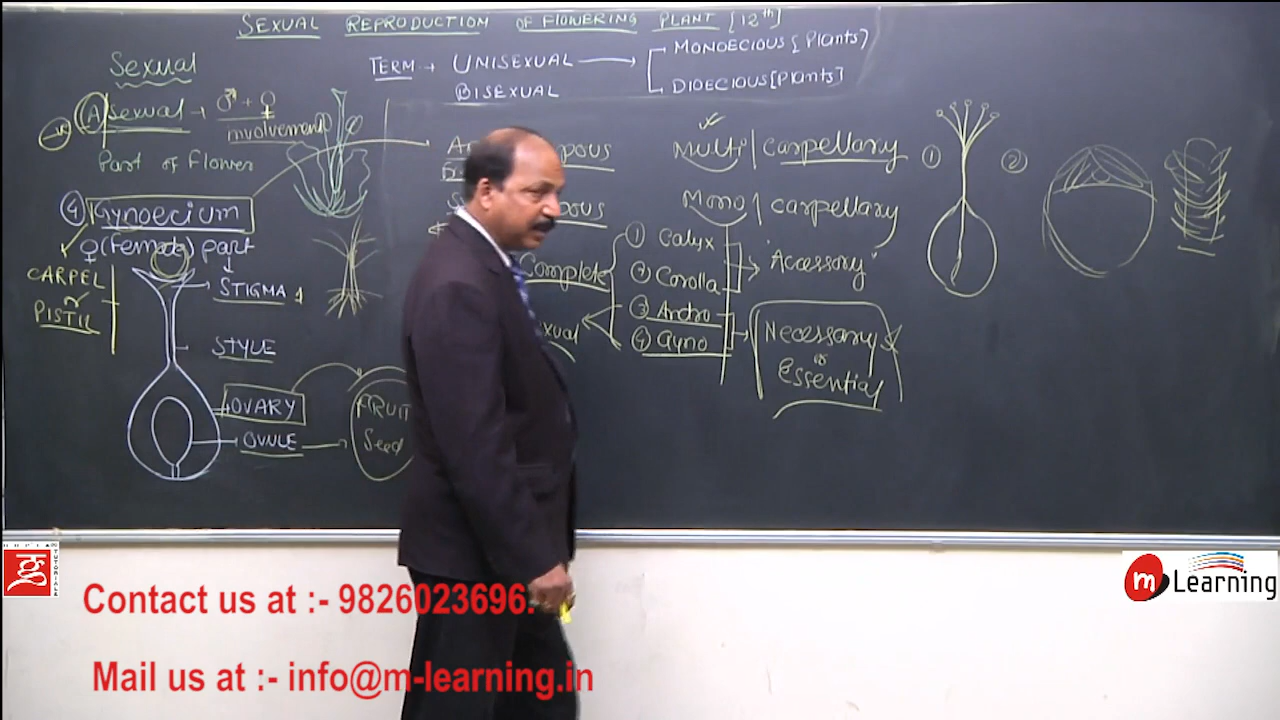 SEXUAL REPRODUCTION OF FLOWERING PLANT [12th]
Sexual
TERM → UNISEXUAL → MONOECIOUS [Plants]
DIOECIOUS [Plants]
BISEXUAL
Asexual → ♂ + ♀
involvement
Part of Flower
④ Gynoecium
♀ (female) part
CARPEL
PISTIL
STIGMA
STYLE
OVARY
OVULE
FRUIT
Seed
Multi | carpellary
Mono | carpellary
Complete
① Calyx
② Corolla
③ Andro
④ Gyno
"Accessory"
Necessary
or
Essential
①
②
Contact us at :- 9826023696.
Mail us at :- info@m-learning.in
m Learning